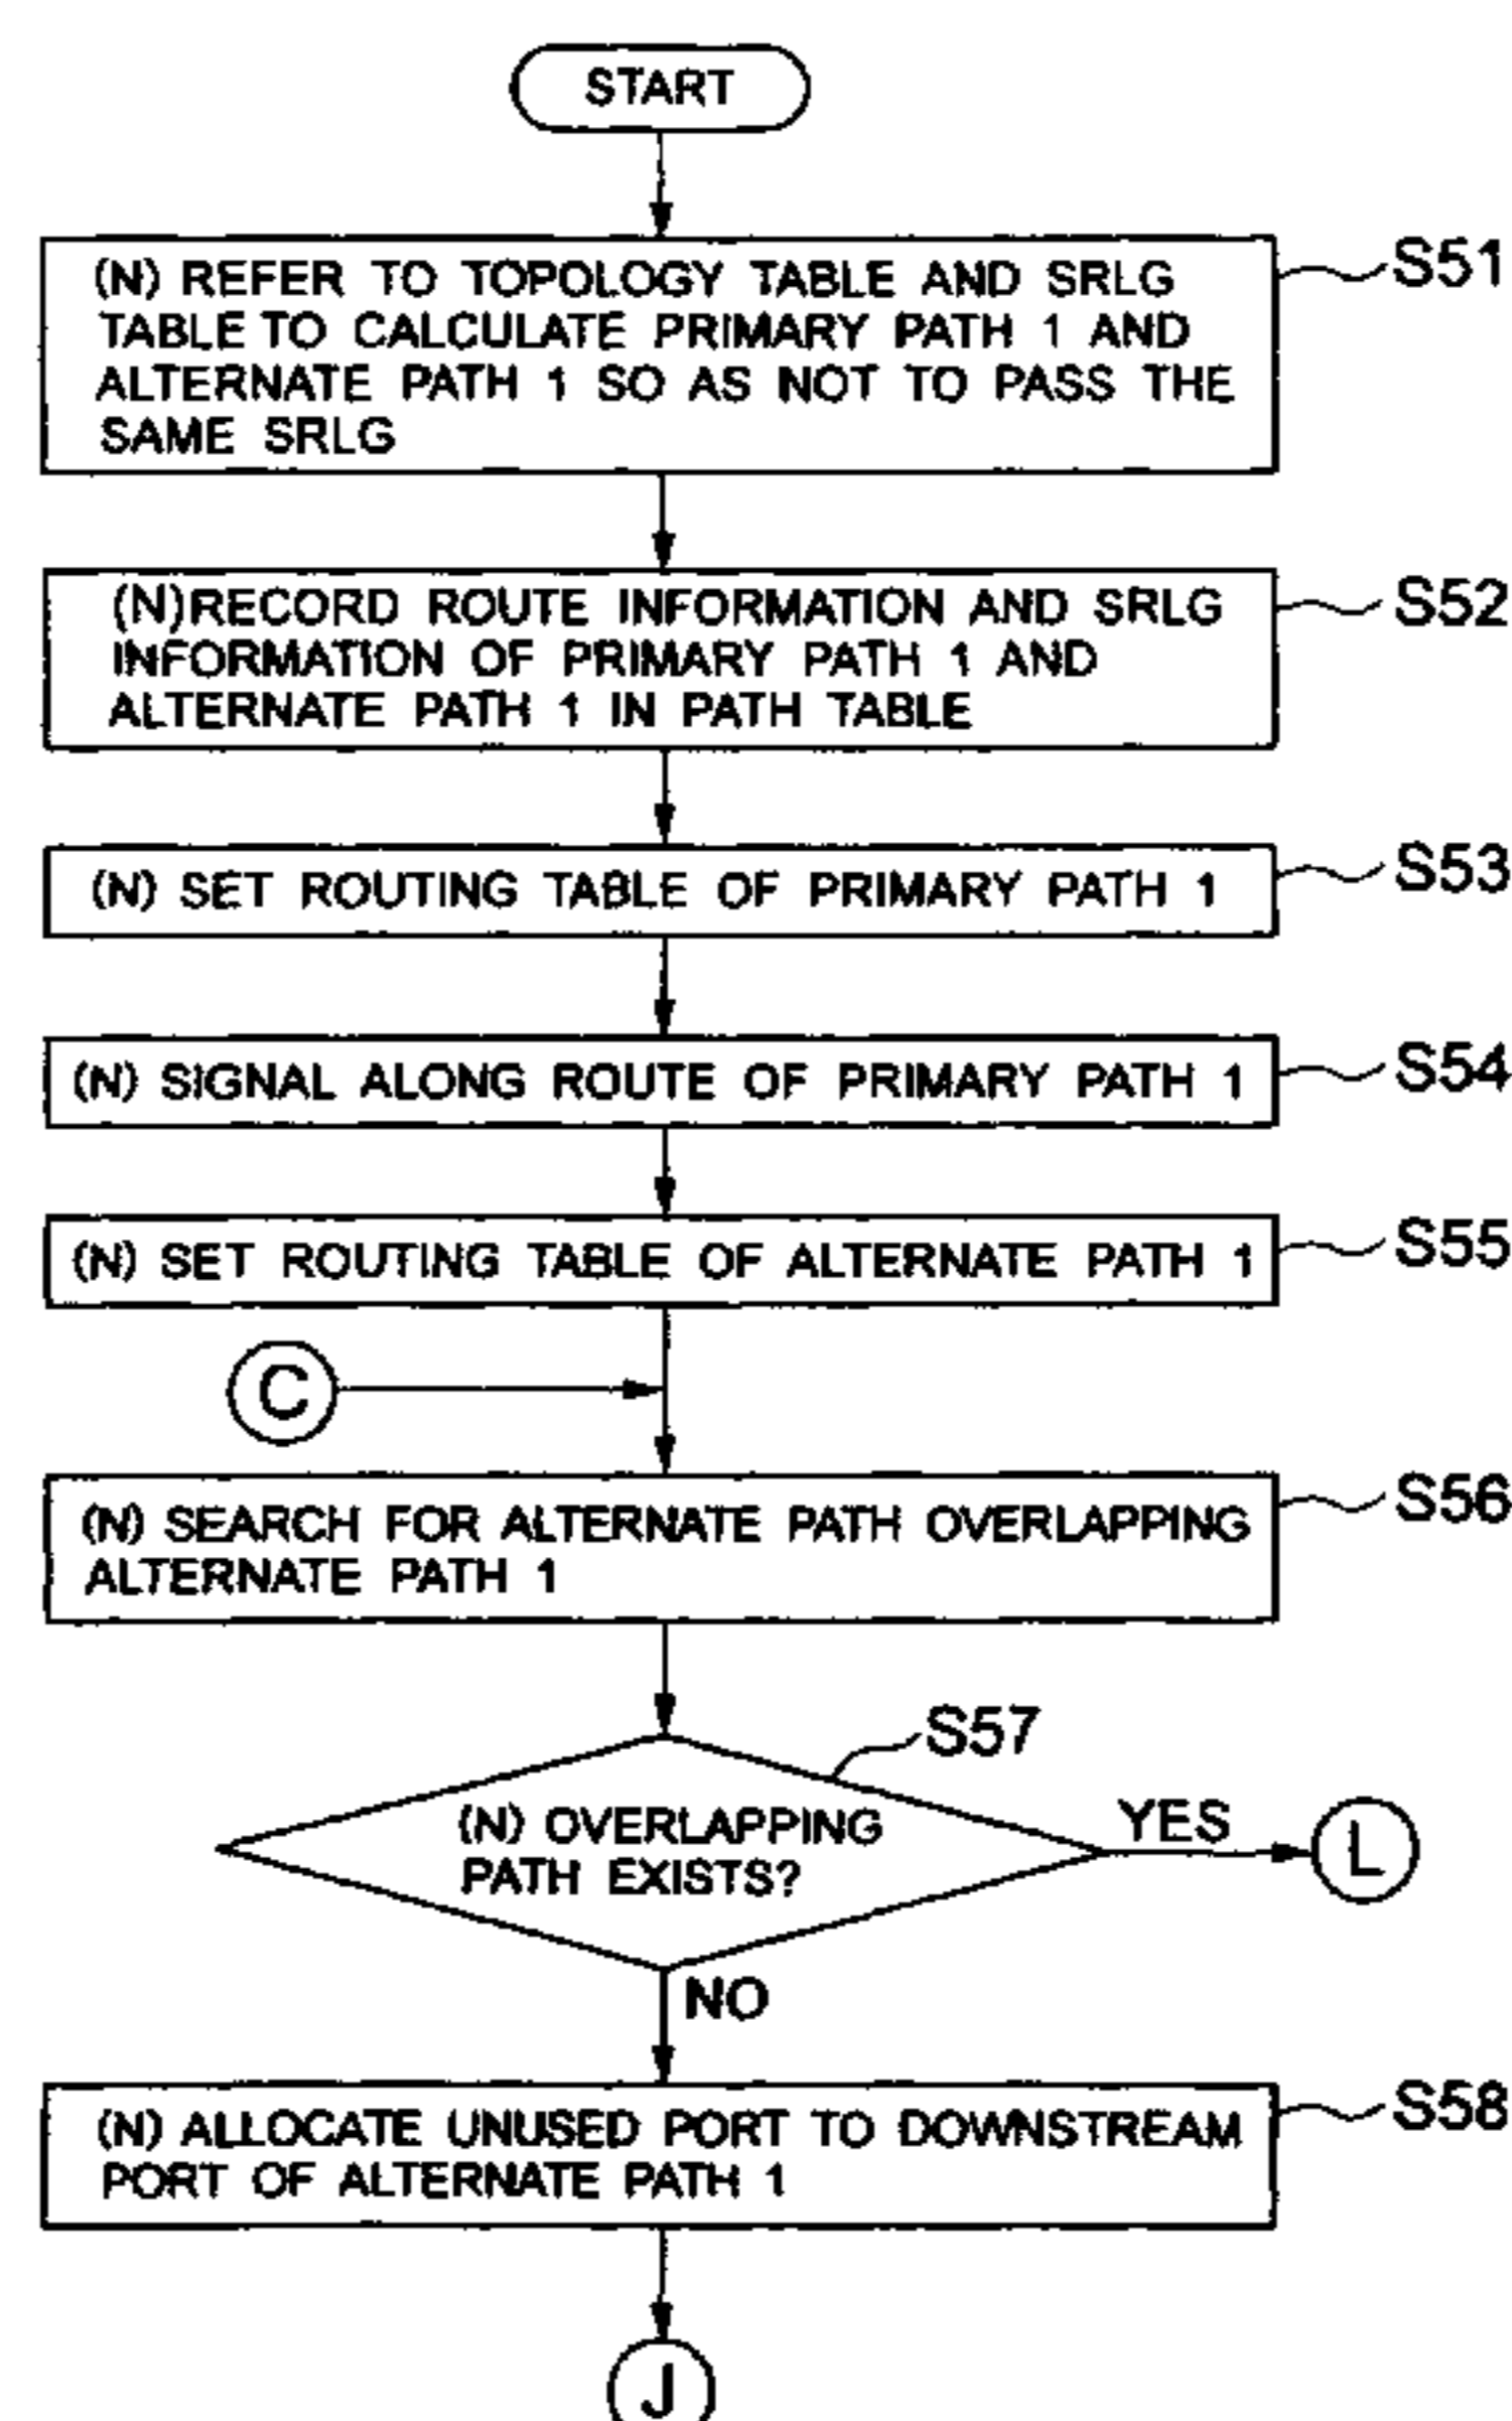 START
(N) REFER TO TOPOLOGY TABLE AND SRLG
TABLE TO CALCULATE PRIMARY PATH 1 AND
ALTERNATE PATH 1 SO AS NOT TO PASS THE
SAME SRLG
S51
(N) RECORD ROUTE INFORMATION AND SRLG
INFORMATION OF PRIMARY PATH 1 AND
ALTERNATE PATH 1 IN PATH TABLE
S52
(N) SET ROUTING TABLE OF PRIMARY PATH 1
S53
(N) SIGNAL ALONG ROUTE OF PRIMARY PATH 1
S54
(N) SET ROUTING TABLE OF ALTERNATE PATH 1
S55
C
(N) SEARCH FOR ALTERNATE PATH OVERLAPPING
ALTERNATE PATH 1
S56
S57
(N) OVERLAPPING
PATH EXISTS?
YES
L
NO
(N) ALLOCATE UNUSED PORT TO DOWNSTREAM
PORT OF ALTERNATE PATH 1
S58
J